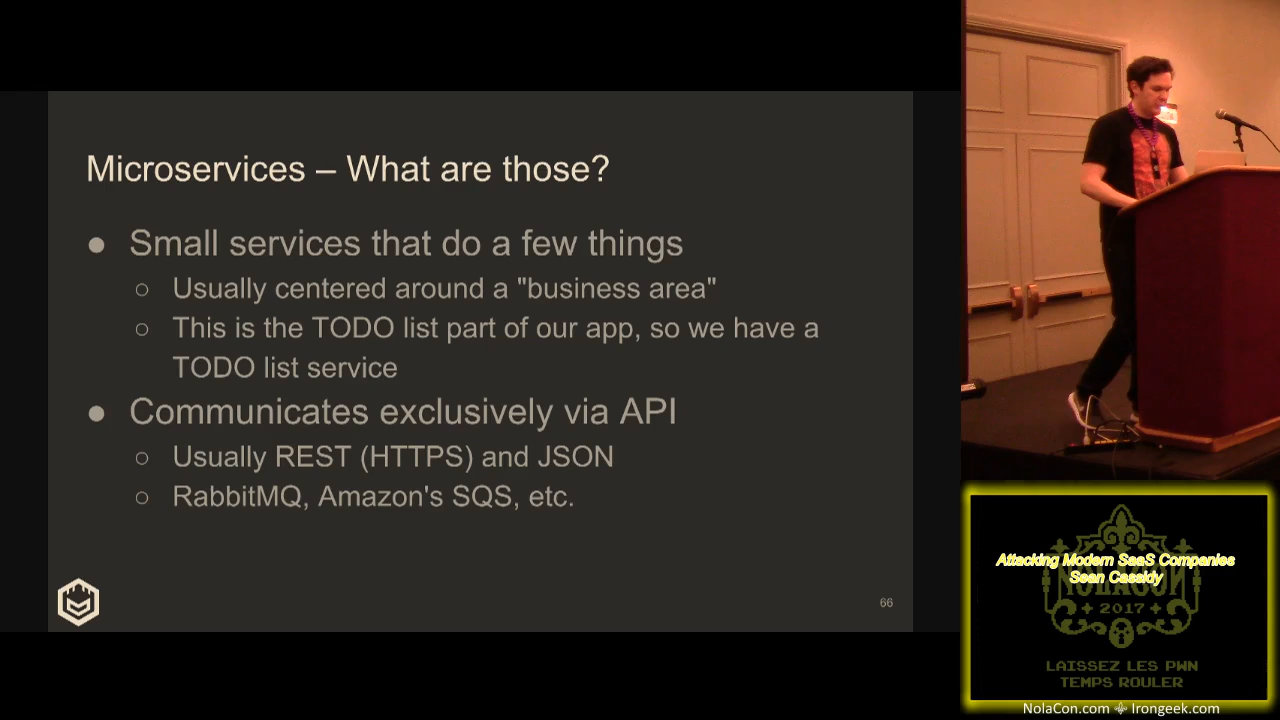 Microservices – What are those?
● Small services that do a few things
○ Usually centered around a "business area"
○ This is the TODO list part of our app, so we have a
TODO list service
● Communicates exclusively via API
○ Usually REST (HTTPS) and JSON
○ RabbitMQ, Amazon's SQS, etc.
66
Attacking Modern SaaS Companies
Sean Cassidy
NOLACON
2017
LAISSEZ LES PWN
TEMPS ROULER
NolaCon.com ⚜ Irongeek.com